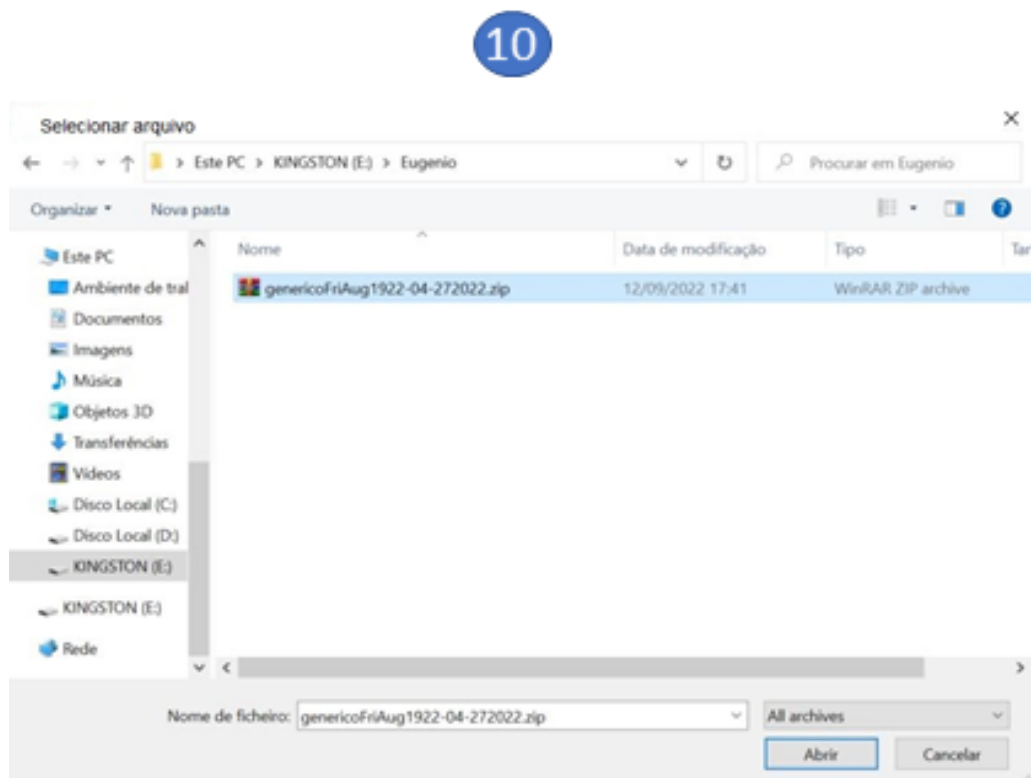 10
Selecionar arquivo
Este PC > KINGSTON (E:) > Eugenio
Procurar em Eugenio
Organizar
Nova pasta
Nome
Data de modificação
Tipo
Tar
Este PC
Ambiente de tral
genericoFriAug1922-04-272022.zip
12/09/2022 17:41
WinRAR ZIP archive
Documentos
Imagens
Música
Objetos 3D
Transferências
Vídeos
Disco Local (C:)
Disco Local (D:)
KINGSTON (E:)
KINGSTON (E:)
Rede
Nome de ficheiro: genericoFriAug1922-04-272022.zip
All archives
Abrir
Cancelar